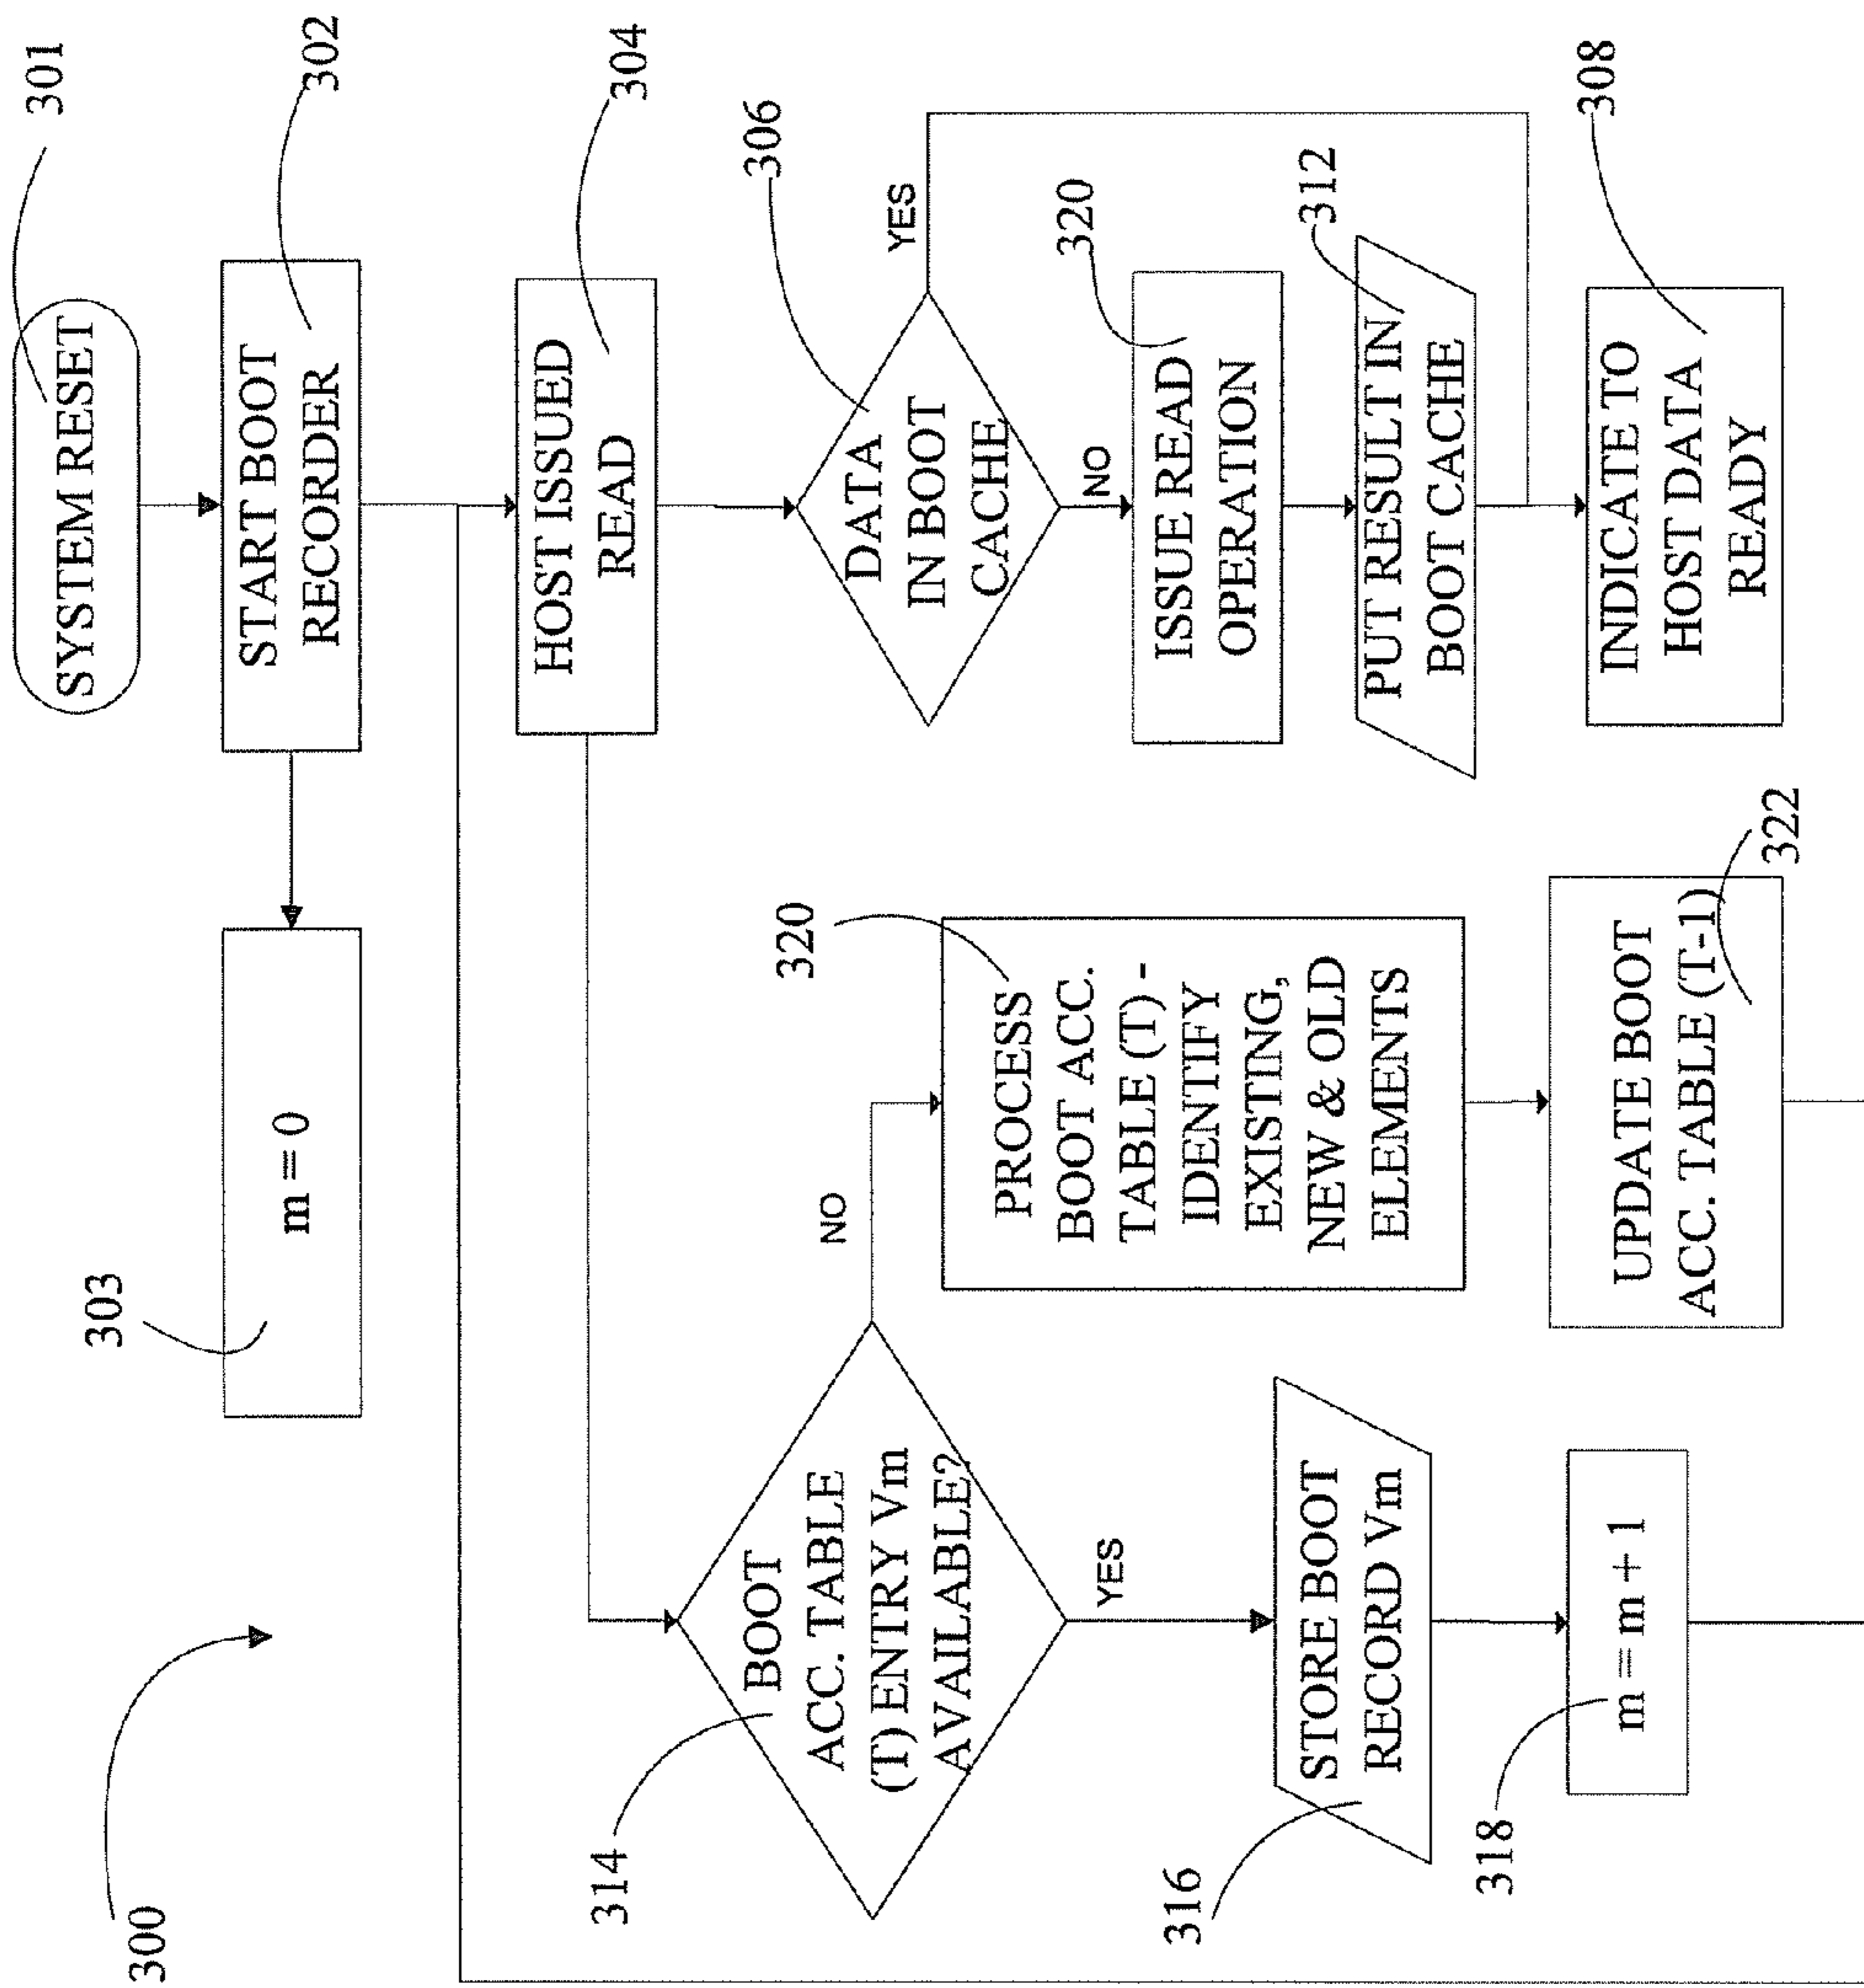 300
301
SYSTEM RESET
302
START BOOT
RECORDER
303
m = 0
304
HOST ISSUED
READ
306
DATA
IN BOOT
CACHE
YES
NO
320
ISSUE READ
OPERATION
312
PUT RESULT IN
BOOT CACHE
308
INDICATE TO
HOST DATA
READY
314
BOOT
ACC. TABLE
(T) ENTRY Vm
AVAILABLE?
NO
YES
320
PROCESS
BOOT ACC.
TABLE (T) -
IDENTIFY
EXISTING,
NEW & OLD
ELEMENTS
322
UPDATE BOOT
ACC. TABLE (T-1)
316
STORE BOOT
RECORD Vm
318
m = m + 1